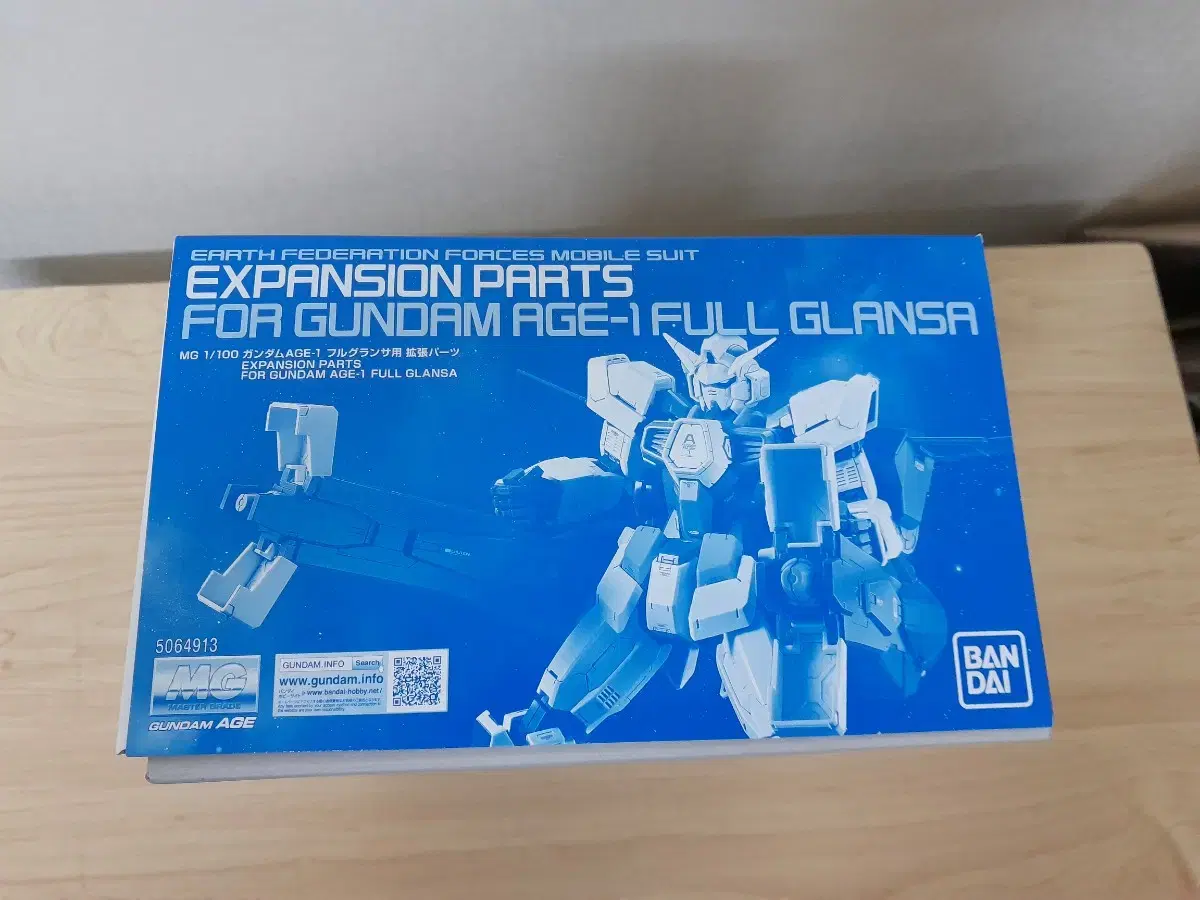 EARTH FEDERATION FORCES MOBILE SUIT
EXPANSION PARTS
FOR GUNDAM AGE-1 FULL GLANSA
MG 1/100 ガンダムAGE-1 フルグランサ用 拡張パーツ
EXPANSION PARTS
FOR GUNDAM AGE-1 FULL GLANSA
5064913
MG
MASTER GRADE
GUNDAM AGE
GUNDAM.INFO Search
www.gundam.info
www.bandai-hobby.net/
BAN
DAI